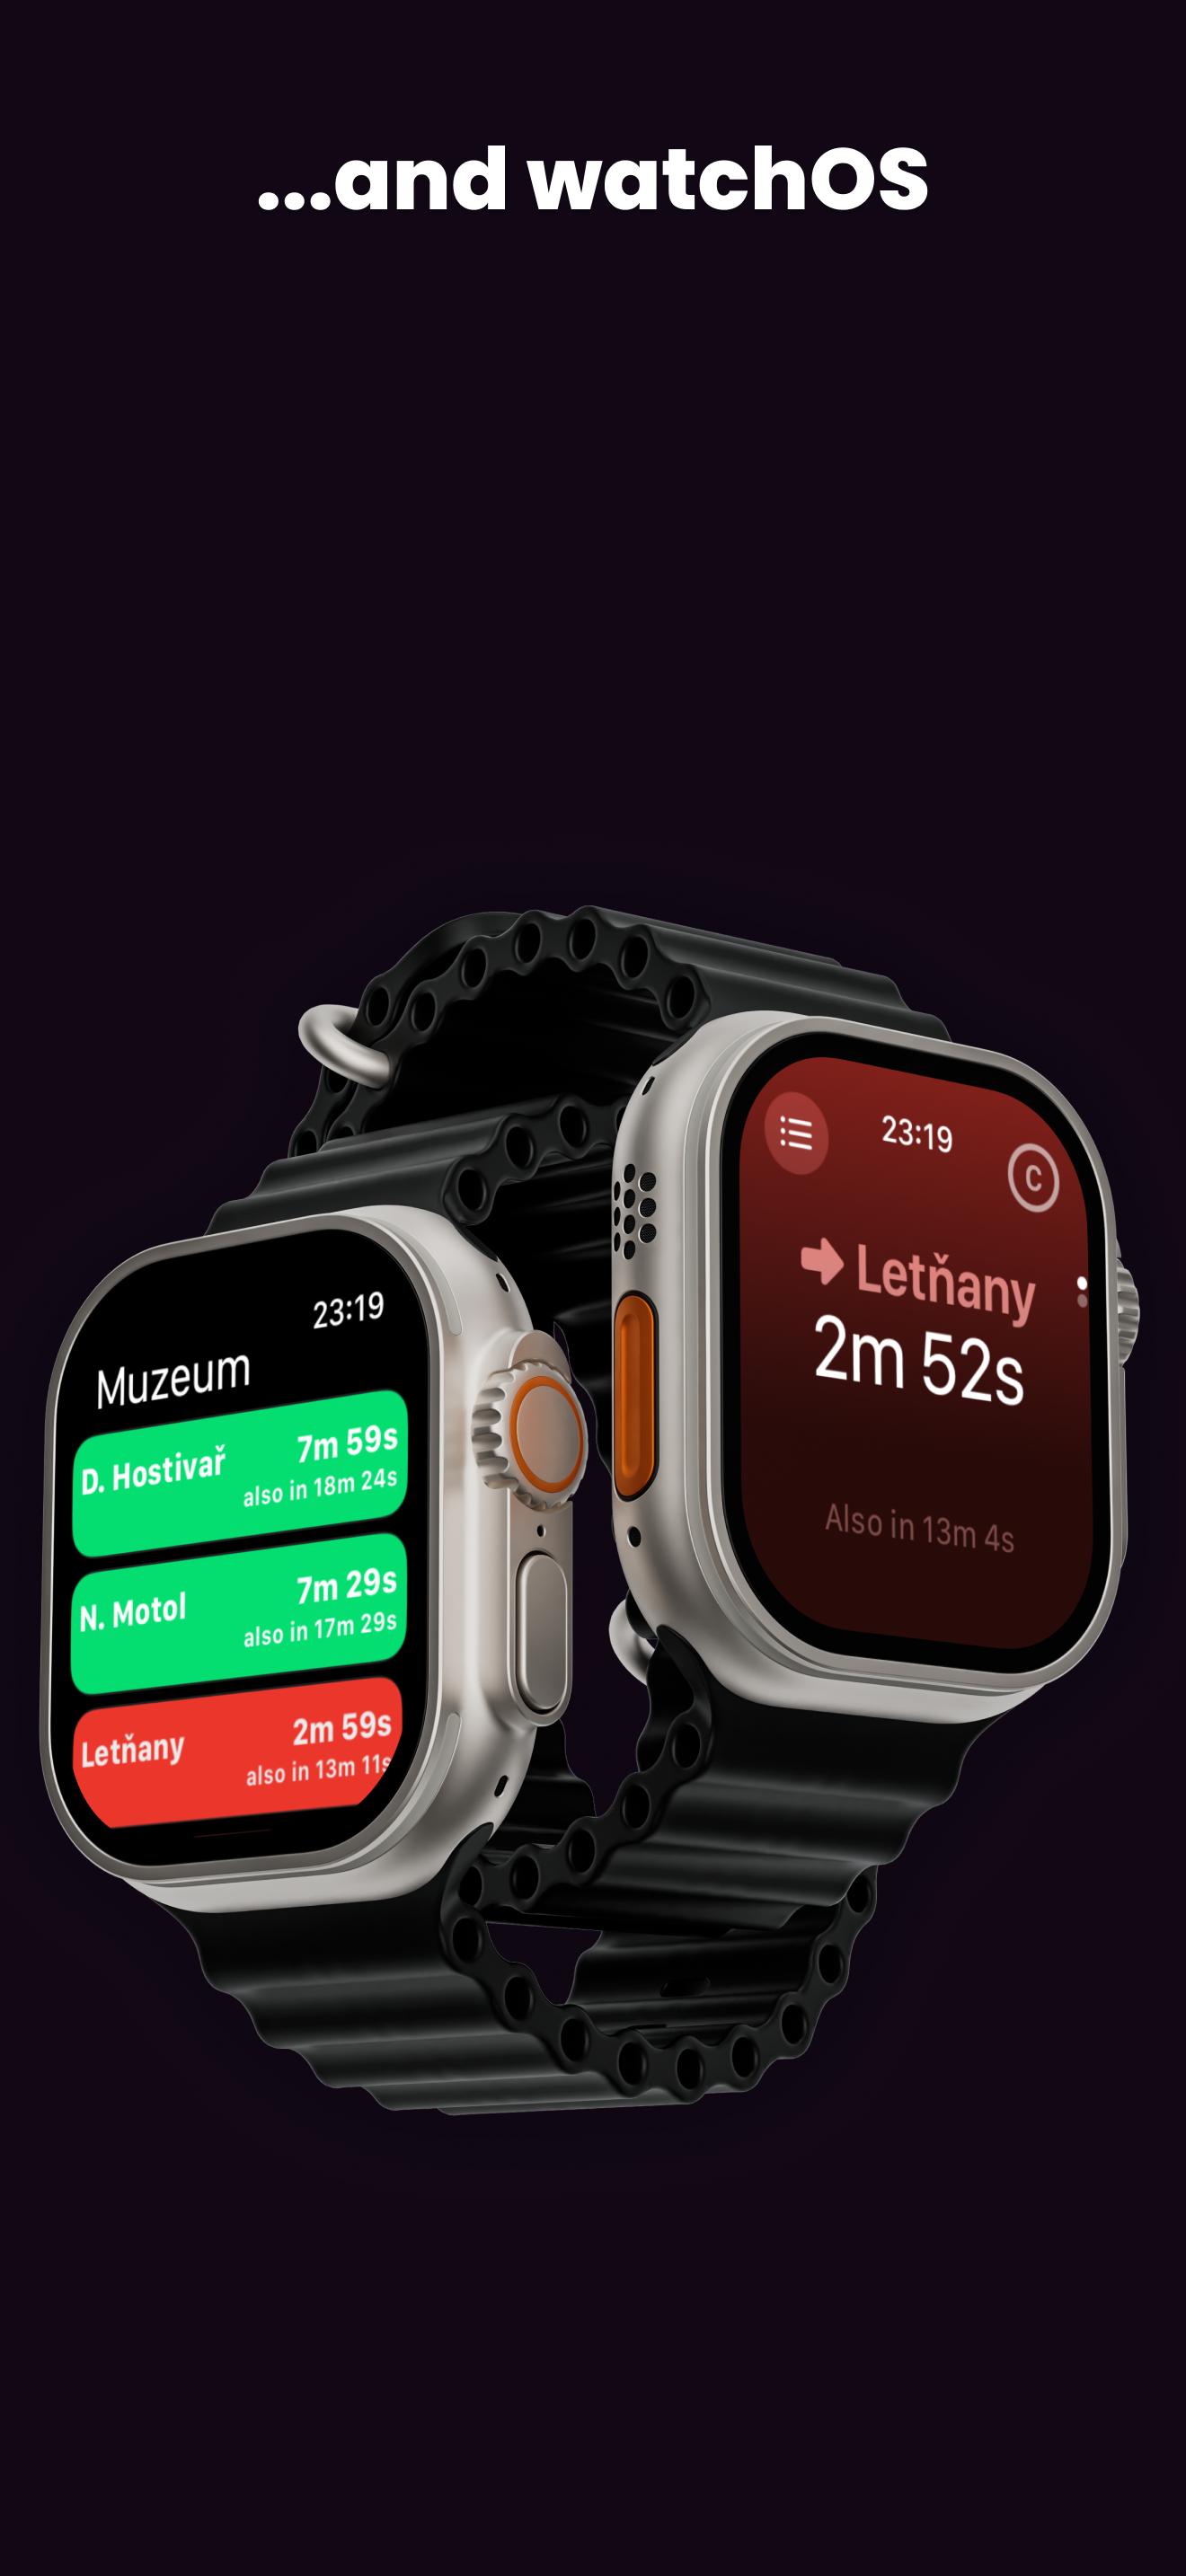 ...and watchOS
23:19
Muzeum
D. Hostivař
7m 59s
also in 18m 24s
N. Motol
7m 29s
also in 17m 29s
Letňany
2m 59s
also in 13m 11s
23:19
C
Letňany
2m 52s
Also in 13m 4s